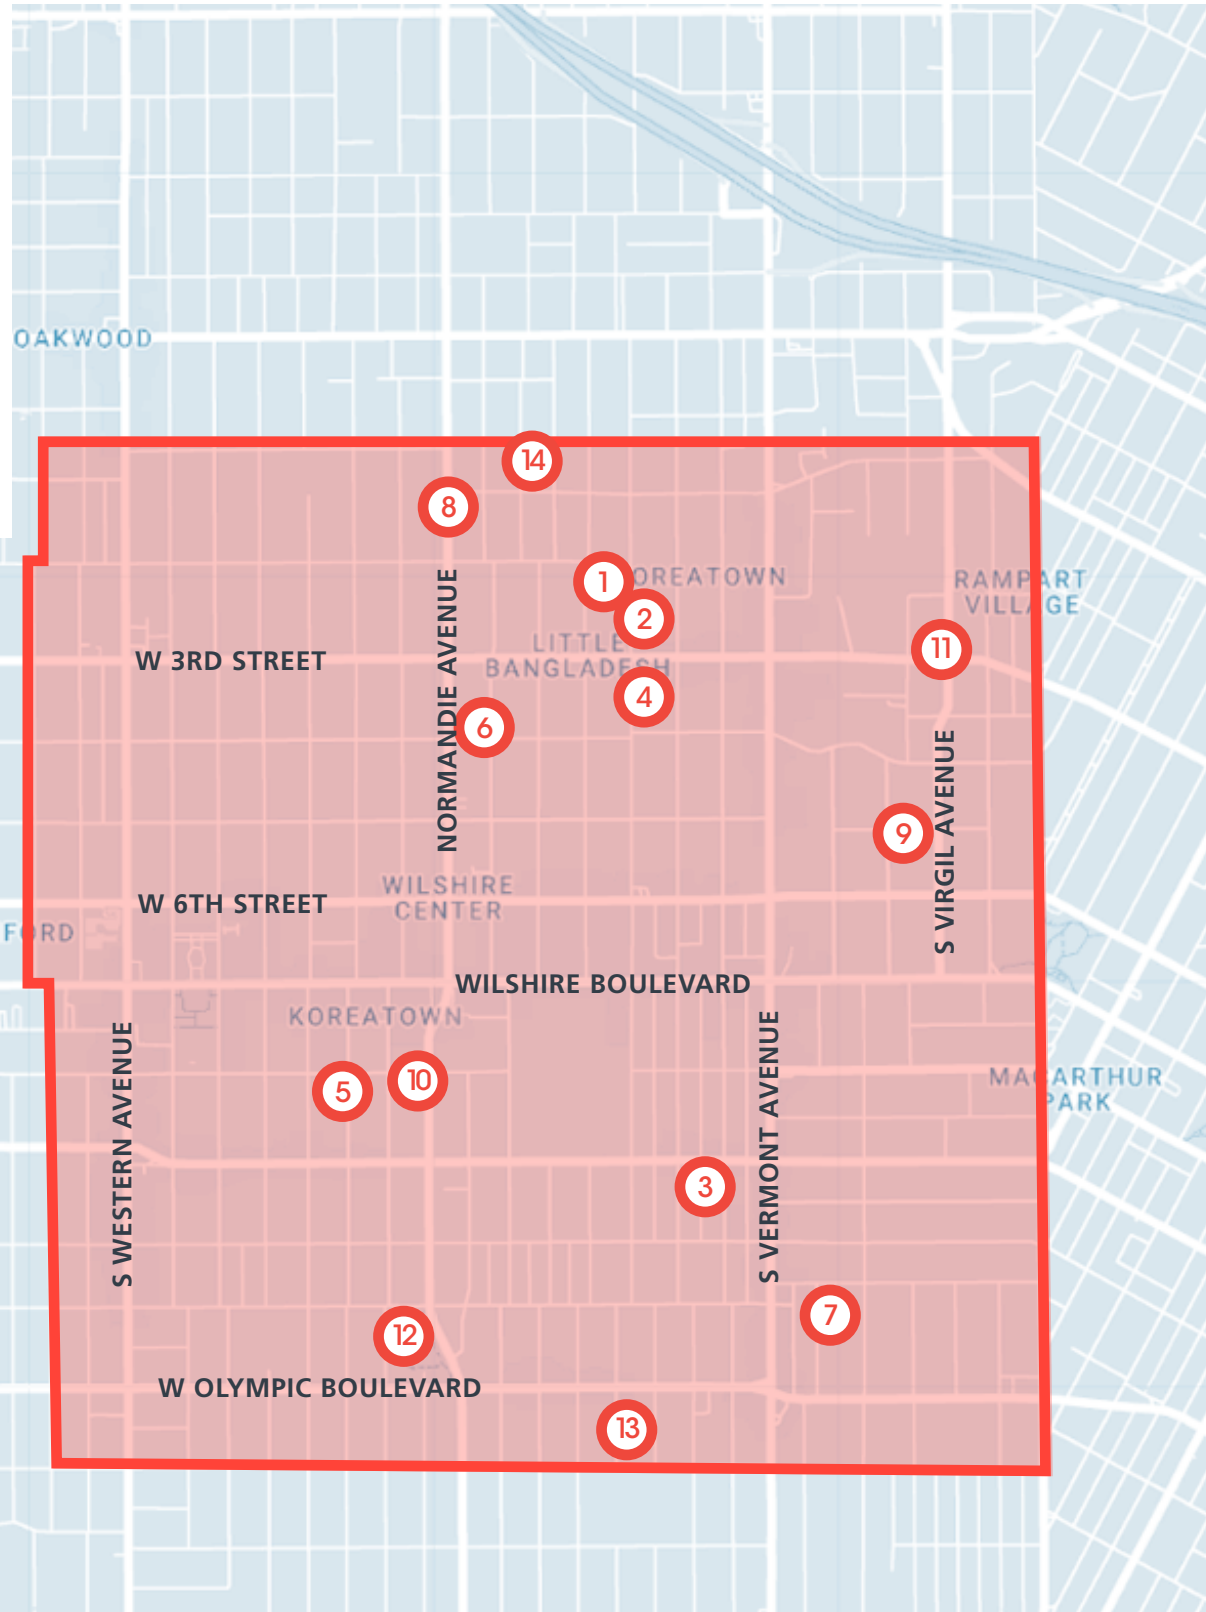 OAKWOOD
14
8
1
OREATOWN
2
RAMPART
VILLAGE
11
LITTLE
BANGLADESH
W 3RD STREET
NORMANDIE AVENUE
4
6
9
S VIRGIL AVENUE
WILSHIRE
CENTER
W 6TH STREET
FORD
WILSHIRE BOULEVARD
KOREATOWN
S WESTERN AVENUE
S VERMONT AVENUE
5
10
MACARTHUR
PARK
3
7
12
W OLYMPIC BOULEVARD
13